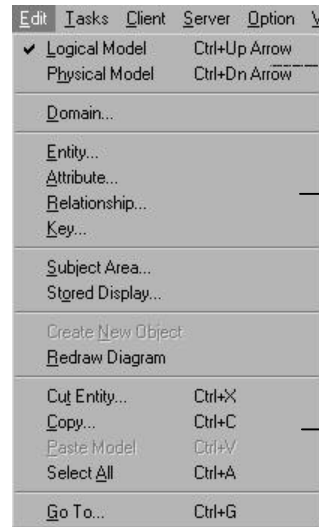 Edit Tasks Client Server Option
Logical Model Ctrl+Up Arrow
Physical Model Ctrl+Dn Arrow
Domain...
Entity...
Attribute...
Relationship...
Key...
Subject Area...
Stored Display...
Create New Object
Redraw Diagram
Cut Entity... Ctrl+X
Copy... Ctrl+C
Paste Model Ctrl+V
Select All Ctrl+A
Go To... Ctrl+G